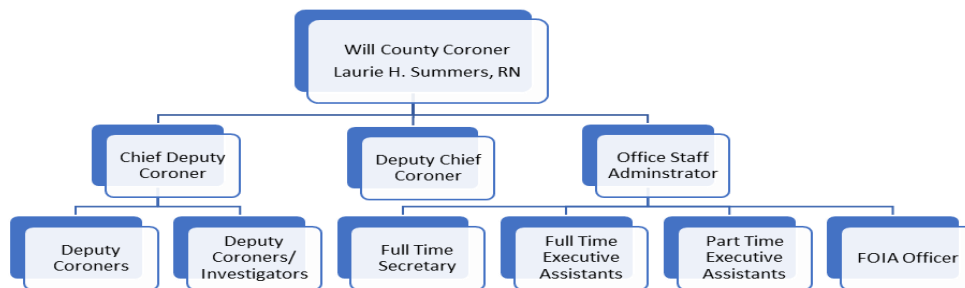 Will County Coroner
Laurie H. Summers, RN
Chief Deputy
Coroner
Deputy Chief
Coroner
Office Staff
Adminstrator
Deputy
Coroners
Deputy
Coroners/
Investigators
Full Time
Secretary
Full Time
Executive
Assistants
Part Time
Executive
Assistants
FOIA Officer